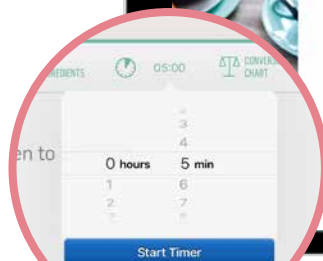 REDIENTS 05:00 CONVERS
CHART
3
4
en to
0 hours 5 min
1 6
2 7
Start Timer